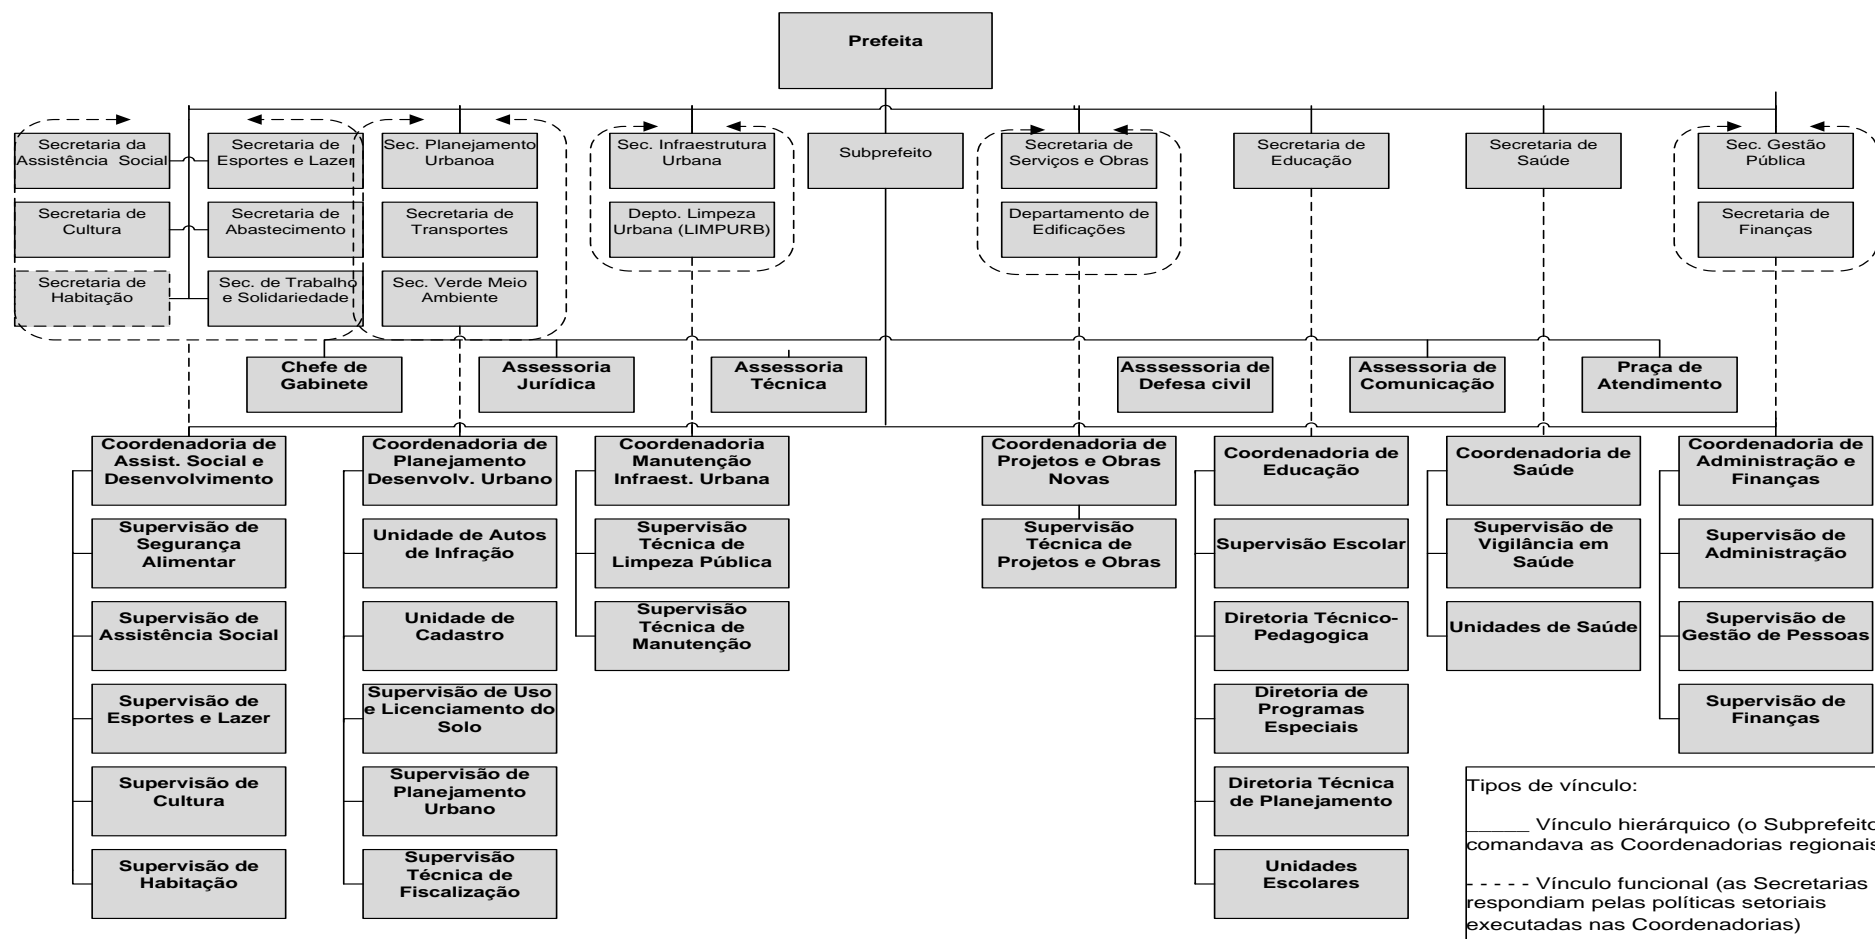 Prefeita
Secretaria da
Assistência Social
Secretaria de
Esportes e Lazer
Sec. Planejamento
Urbanoa
Sec. Infraestrutura
Urbana
Subprefeito
Secretaria de
Serviços e Obras
Secretaria de
Educação
Secretaria de
Saúde
Sec. Gestão
Pública
Secretaria de
Cultura
Secretaria de
Abastecimento
Secretaria de
Transportes
Depto. Limpeza
Urbana (LIMPURB)
Departamento de
Edificações
Secretaria de
Finanças
Secretaria de
Habitação
Sec. de Trabalho
e Solidariedade
Sec. Verde Meio
Ambiente
Chefe de
Gabinete
Assessoria
Jurídica
Assessoria
Técnica
Asssessoria de
Defesa civil
Assessoria de
Comunicação
Praça de
Atendimento
Coordenadoria de
Assist. Social e
Desenvolvimento
Coordenadoria de
Planejamento
Desenvolv. Urbano
Coordenadoria
Manutenção
Infraest. Urbana
Coordenadoria de
Projetos e Obras
Novas
Coordenadoria de
Educação
Coordenadoria de
Saúde
Coordenadoria de
Administração e
Finanças
Supervisão de
Segurança
Alimentar
Unidade de Autos
de Infração
Supervisão
Técnica de
Limpeza Pública
Supervisão
Técnica de
Projetos e Obras
Supervisão Escolar
Supervisão de
Vigilância em
Saúde
Supervisão de
Administração
Supervisão de
Assistência Social
Unidade de
Cadastro
Supervisão
Técnica de
Manutenção
Diretoria Técnico-
Pedagogica
Unidades de Saúde
Supervisão de
Gestão de Pessoas
Supervisão de
Esportes e Lazer
Supervisão de Uso
e Licenciamento do
Solo
Diretoria de
Programas
Especiais
Supervisão de
Finanças
Supervisão de
Cultura
Supervisão de
Planejamento
Urbano
Diretoria Técnica
de Planejamento
Supervisão de
Habitação
Supervisão
Técnica de
Fiscalização
Unidades
Escolares
Tipos de vínculo:
______ Vínculo hierárquico (o Subprefeito
comandava as Coordenadorias regionais
- - - - - Vínculo funcional (as Secretarias
respondiam pelas políticas setoriais
executadas nas Coordenadorias)